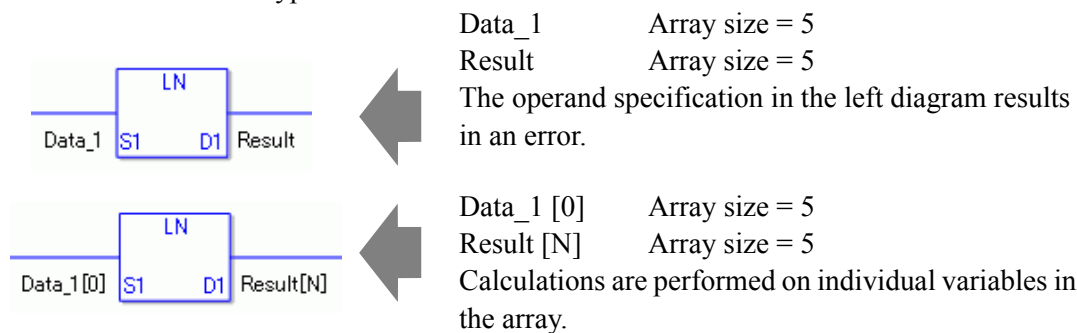 Data_1 Array size = 5
Result Array size = 5
The operand specification in the left diagram results
in an error.
LN
Data_1 S1 D1 Result
Data_1 [0] Array size = 5
Result [N] Array size = 5
Calculations are performed on individual variables in
the array.
LN
Data_1[0] S1 D1 Result[N]